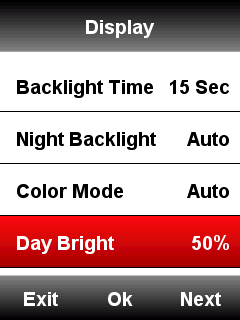 Display
Backlight Time 15 Sec
Night Backlight Auto
Color Mode Auto
Day Bright 50%
Exit Ok Next